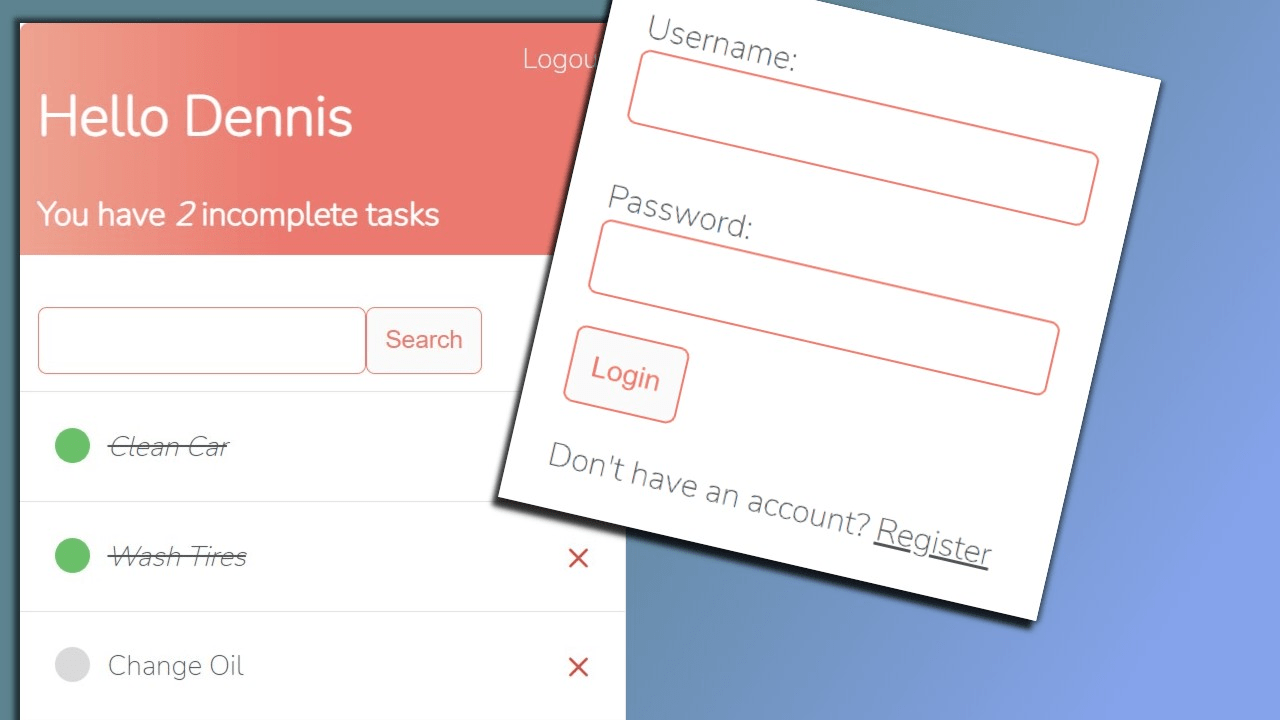 Logou
Hello Dennis
You have 2 incomplete tasks
Search
Clean Car
Wash Tires
Change Oil
Username:
Password:
Login
Don't have an account? Register